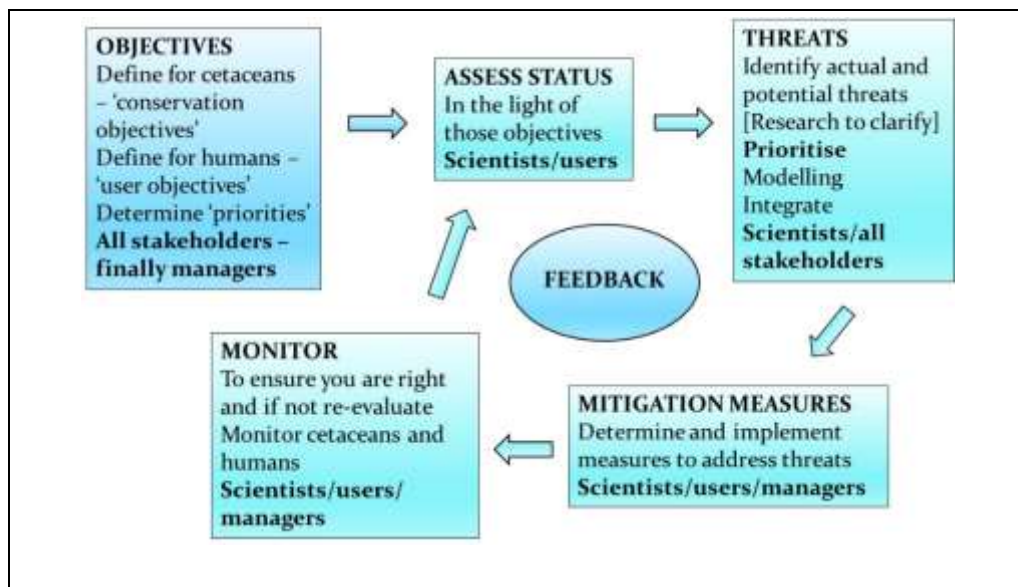 OBJECTIVES
Define for cetaceans
– ‘conservation
objectives’
Define for humans –
‘user objectives’
Determine ‘priorities’
All stakeholders –
finally managers
ASSESS STATUS
In the light of
those objectives
Scientists/users
THREATS
Identify actual and
potential threats
[Research to clarify]
Prioritise
Modelling
Integrate
Scientists/all
stakeholders
FEEDBACK
MONITOR
To ensure you are right
and if not re-evaluate
Monitor cetaceans and
humans
Scientists/users/
managers
MITIGATION MEASURES
Determine and implement
measures to address threats
Scientists/users/managers